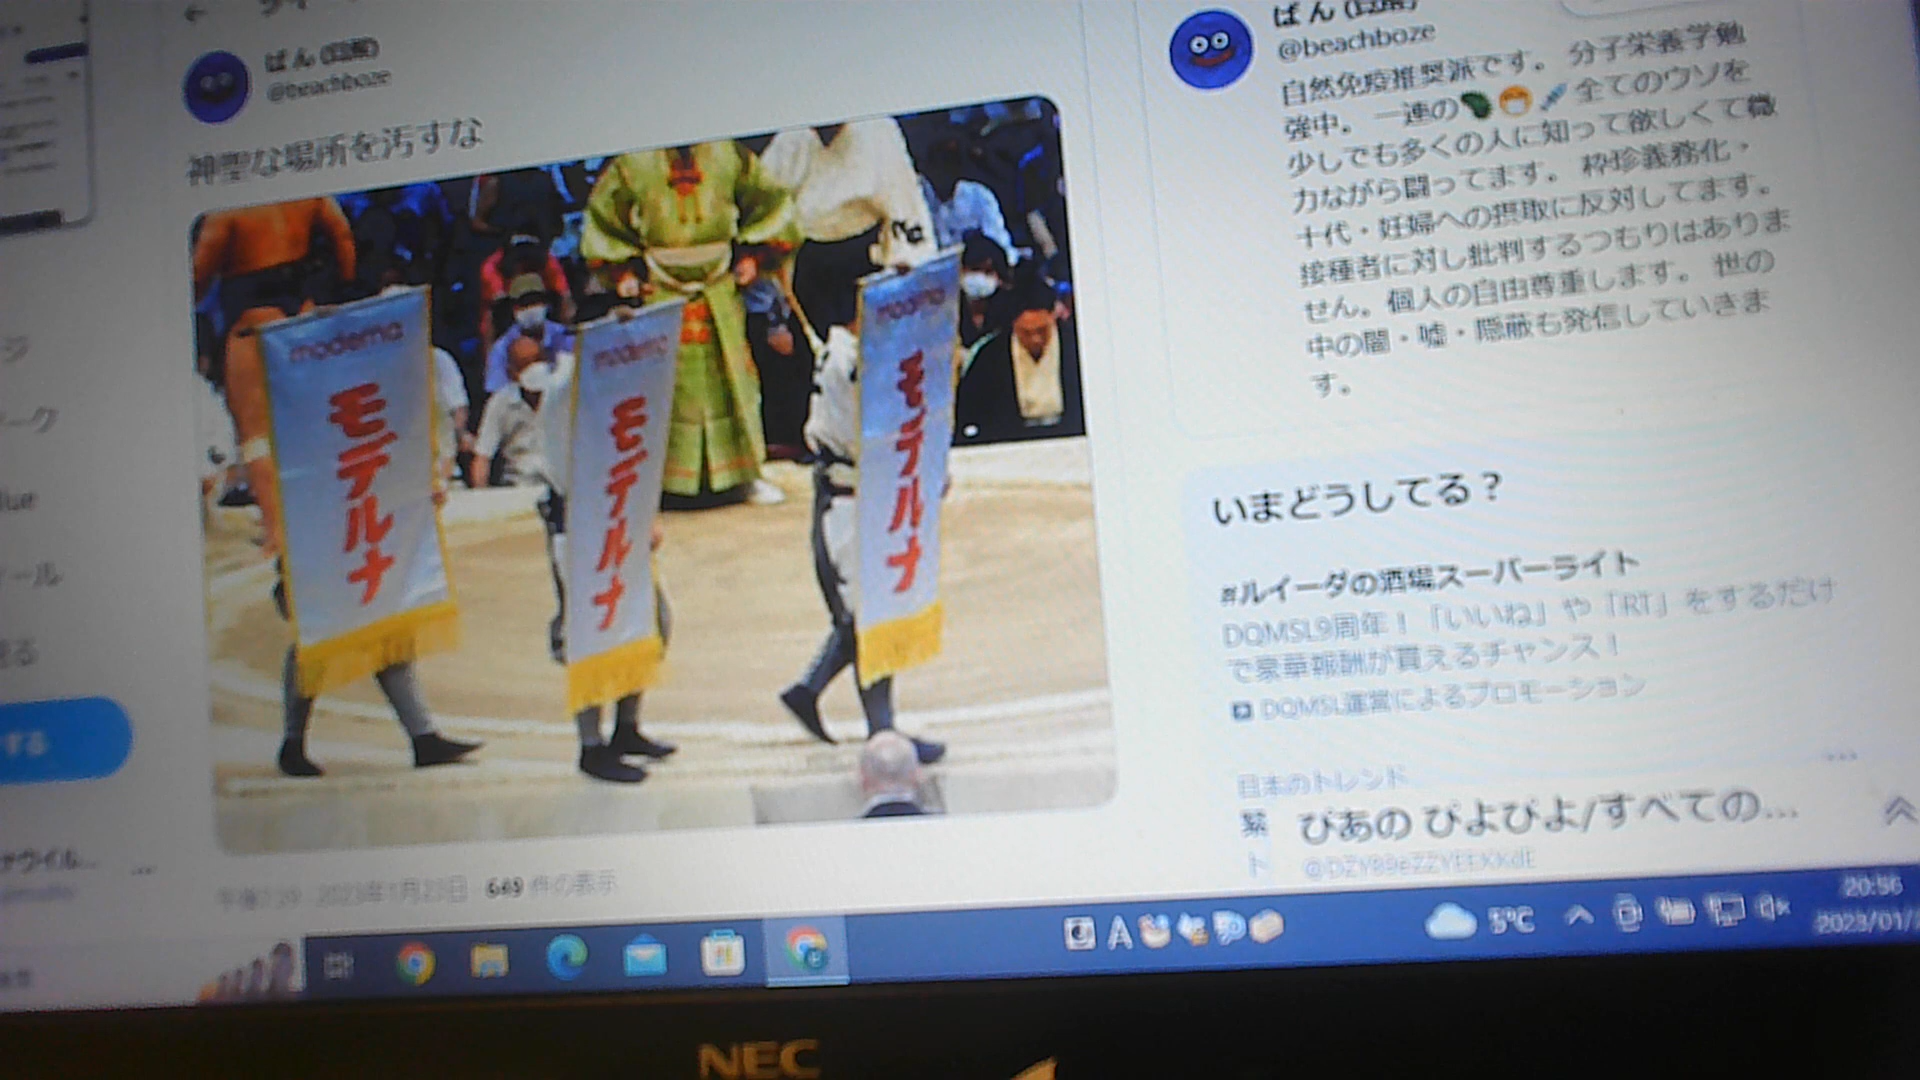 ぱん
@beachboze
神聖な場所を汚すな
moderna
モデルナ
moderna
モデルナ
moderna
モデルナ
649 件の表示
ぱん
@beachboze
自然免疫推奨派です。 分子栄養学勉
強中。 一連の 全てのウソを
少しでも多くの人に知って欲しくて微
力ながら闘ってます。 枠珍義務化・
十代・妊婦への摂取に反対してます。
接種者に対し批判するつもりはありま
せん。個人の自由尊重します。 世の
中の闇・嘘・隠蔽も発信していきま
す。
いまどうしてる？
#ルイーダの酒場スーパーライト
DQMSL9周年！「いいね」や「RT」をするだけ
で豪華報酬が貰えるチャンス！
DQMSL運営によるプロモーション
日本のトレンド
ぴあの ぴよぴよ/すべての...
する
A
5°C
20:56
2023/01/
NEC